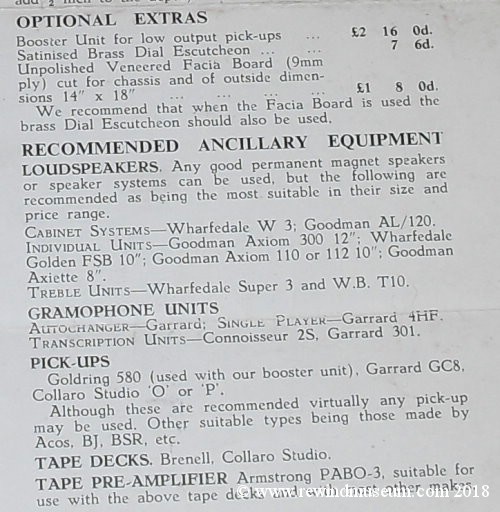 add ½ inch to the
OPTIONAL EXTRAS
Booster Unit for low output pick-ups ... £2 16 0d.
Satinised Brass Dial Escutcheon ... ... 7 6d.
Unpolished Veneered Facia Board (9mm
ply) cut for chassis and of outside dimen-
sions 14" x 18" ... ... ... ... £1 8 0d.
We recommend that when the Facia Board is used the
brass Dial Escutcheon should also be used.
RECOMMENDED ANCILLARY EQUIPMENT
LOUDSPEAKERS. Any good permanent magnet speakers
or speaker systems can be used, but the following are
recommended as being the most suitable in their size and
price range.
CABINET SYSTEMS—Wharfedale W 3; Goodman AL/120.
INDIVIDUAL UNITS—Goodman Axiom 300 12"; Wharfedale
Golden FSB 10"; Goodman Axiom 110 or 112 10"; Goodman
Axiette 8".
TREBLE UNITS—Wharfedale Super 3 and W.B. T10.
GRAMOPHONE UNITS
AUTOCHANGER—Garrard; SINGLE PLAYER—Garrard 4HF.
TRANSCRIPTION UNITS—Connoisseur 2S, Garrard 301.
PICK-UPS
Goldring 580 (used with our booster unit), Garrard GC8,
Collaro Studio 'O' or 'P'.
Although these are recommended virtually any pick-up
may be used. Other suitable types being those made by
Acos, BJ, BSR, etc.
TAPE DECKS. Brenell, Collaro Studio.
TAPE PRE-AMPLIFIER Armstrong PABO-3, suitable for
use with the above tape decks and most other makes.
© www.rewindmuseum.com 2018